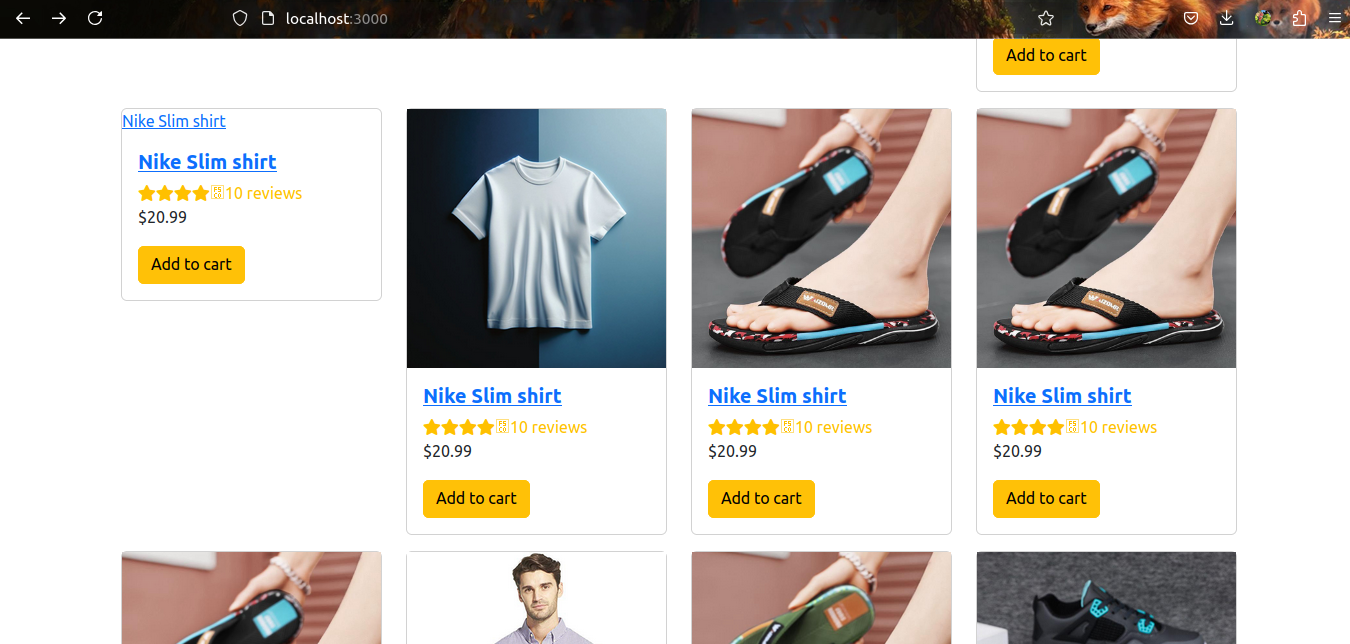 localhost:3000
Add to cart
Nike Slim shirt
Nike Slim shirt
10 reviews
$20.99
Add to cart
Nike Slim shirt
10 reviews
$20.99
Add to cart
Nike Slim shirt
10 reviews
$20.99
Add to cart
Nike Slim shirt
10 reviews
$20.99
Add to cart